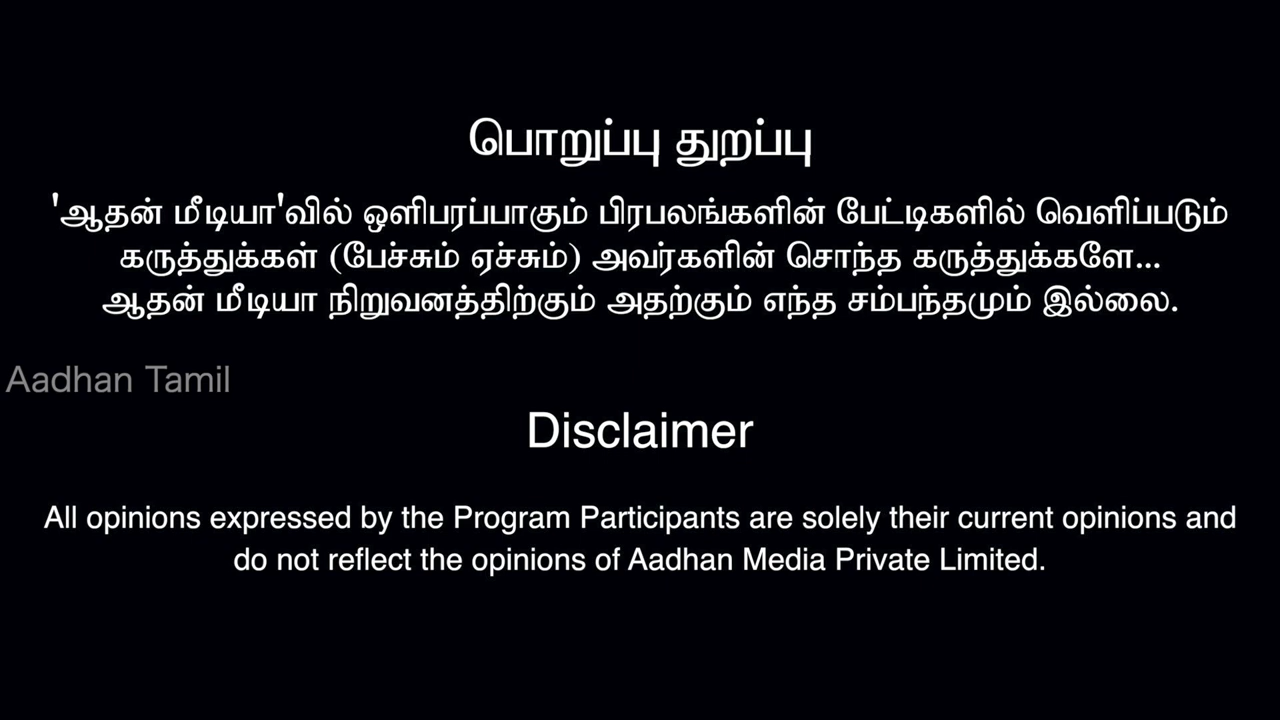 பொறுப்பு துறப்பு
'ஆதன் மீடியா'வில் ஒளிபரப்பாகும் பிரபலங்களின் பேட்டிகளில் வெளிப்படும்
கருத்துக்கள் (பேச்சும் ஏச்சும்) அவர்களின் சொந்த கருத்துக்களே...
ஆதன் மீடியா நிறுவனத்திற்கும் அதற்கும் எந்த சம்பந்தமும் இல்லை.
Aadhan Tamil
Disclaimer
All opinions expressed by the Program Participants are solely their current opinions and
do not reflect the opinions of Aadhan Media Private Limited.